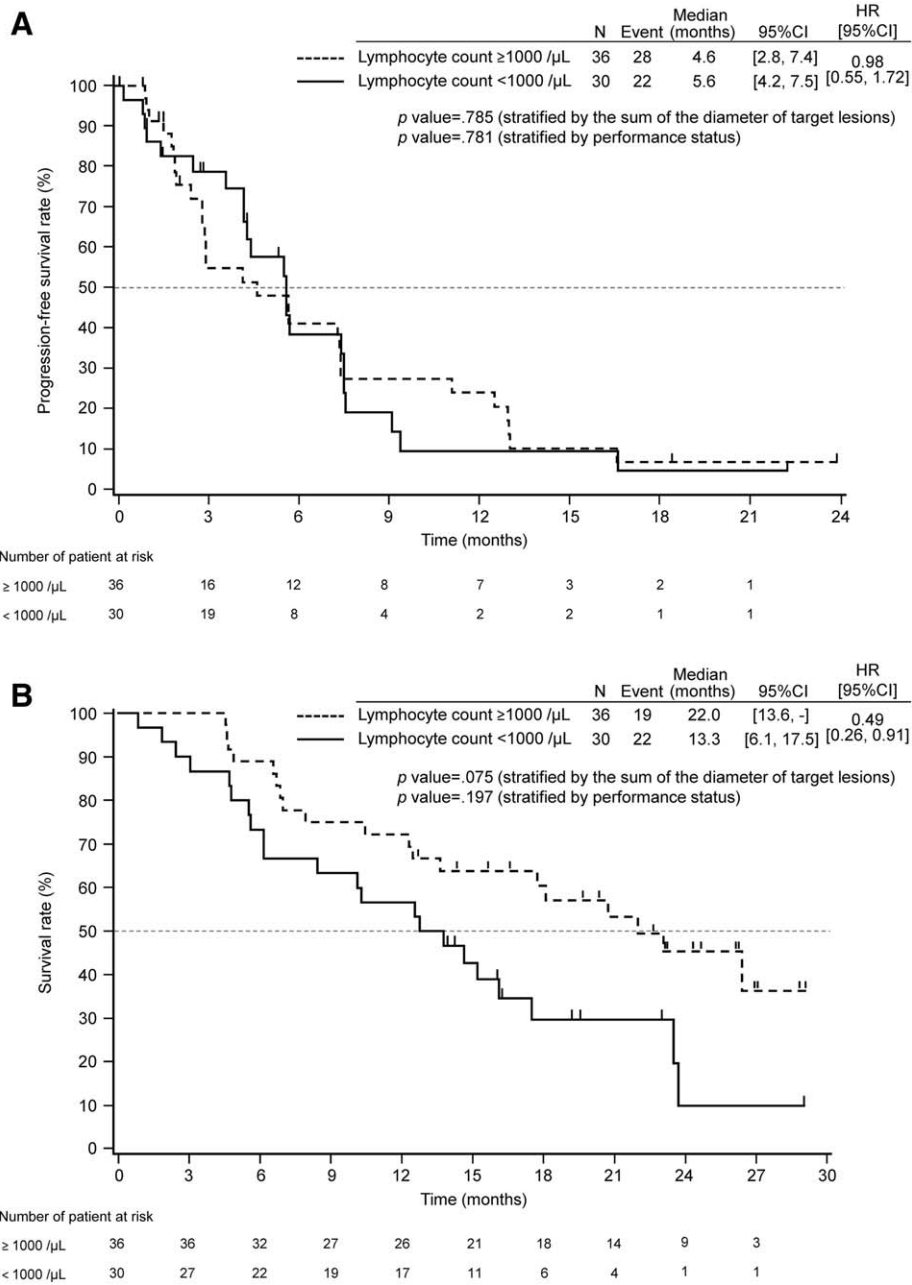 A
N Event Median (months) 95%CI HR [95%CI]
Lymphocyte count ≥1000 /μL 36 28 4.6 [2.8, 7.4] 0.98
Lymphocyte count <1000 /μL 30 22 5.6 [4.2, 7.5] [0.55, 1.72]
p value=.785 (stratified by the sum of the diameter of target lesions)
p value=.781 (stratified by performance status)
Progression-free survival rate (%)
100
90
80
70
60
50
40
30
20
10
0
0 3 6 9 12 15 18 21 24
Time (months)
Number of patient at risk
≥ 1000 /μL 36 16 12 8 7 3 2 1
< 1000 /μL 30 19 8 4 2 2 1 1
B
N Event Median (months) 95%CI HR [95%CI]
Lymphocyte count ≥1000 /μL 36 19 22.0 [13.6, -] 0.49
Lymphocyte count <1000 /μL 30 22 13.3 [6.1, 17.5] [0.26, 0.91]
p value=.075 (stratified by the sum of the diameter of target lesions)
p value=.197 (stratified by performance status)
Survival rate (%)
100
90
80
70
60
50
40
30
20
10
0
0 3 6 9 12 15 18 21 24 27 30
Time (months)
Number of patient at risk
≥ 1000 /μL 36 36 32 27 26 21 18 14 9 3
< 1000 /μL 30 27 22 19 17 11 6 4 1 1